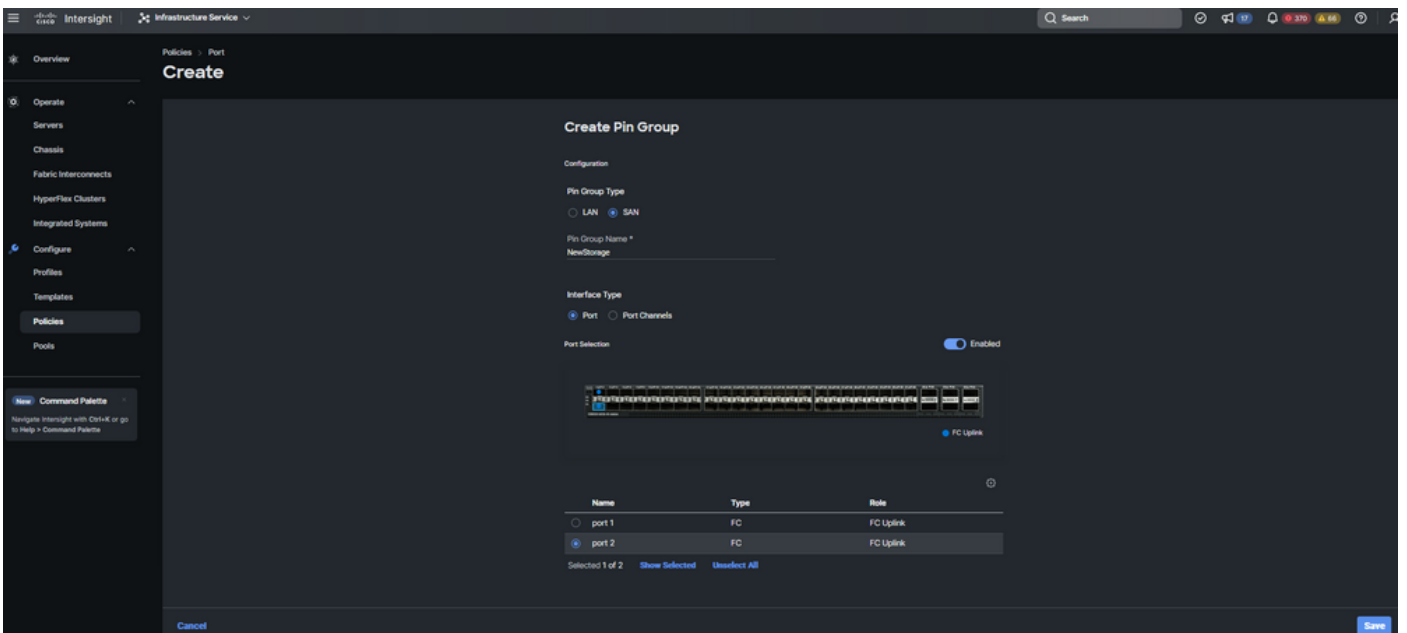 cisco Intersight Infrastructure Service Search 17 370 66
Overview
Policies > Port
Create
Operate
Servers
Chassis
Fabric Interconnects
HyperFlex Clusters
Integrated Systems
Configure
Profiles
Templates
Policies
Pools
New Command Palette
Navigate Intersight with Ctrl+K or go
to Help > Command Palette
Create Pin Group
Configuration
Pin Group Type
LAN SAN
Pin Group Name *
NewStorage
Interface Type
Port Port Channels
Port Selection Enabled
FC Uplink
Name Type Role
port 1 FC FC Uplink
port 2 FC FC Uplink
Selected 1 of 2 Show Selected Unselect All
Cancel Save